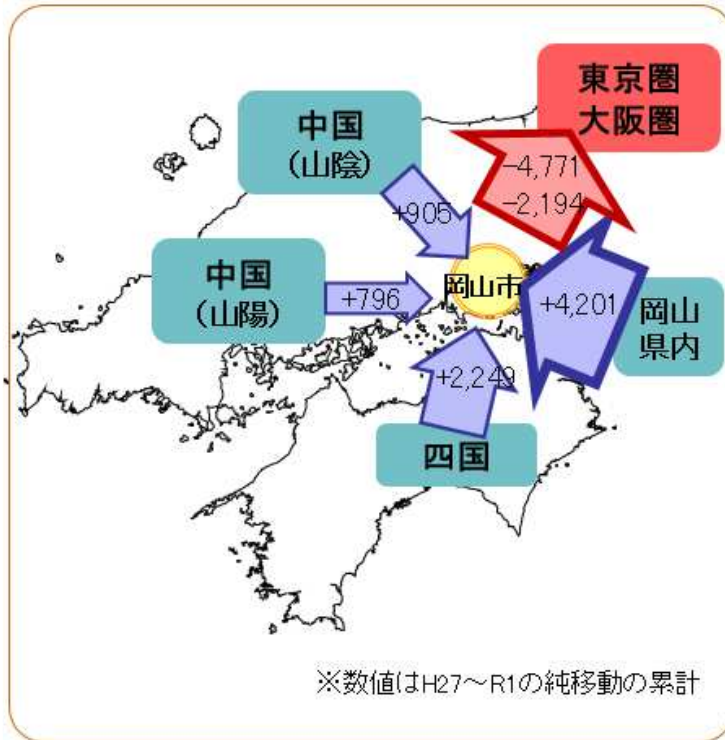 東京圏
大阪圏
-4,771
-2,194
中国
(山陰)
+905
中国
(山陽)
+796
岡山市
+4,201
岡山
県内
+2,249
四国
※数値はH27~R1の純移動の累計